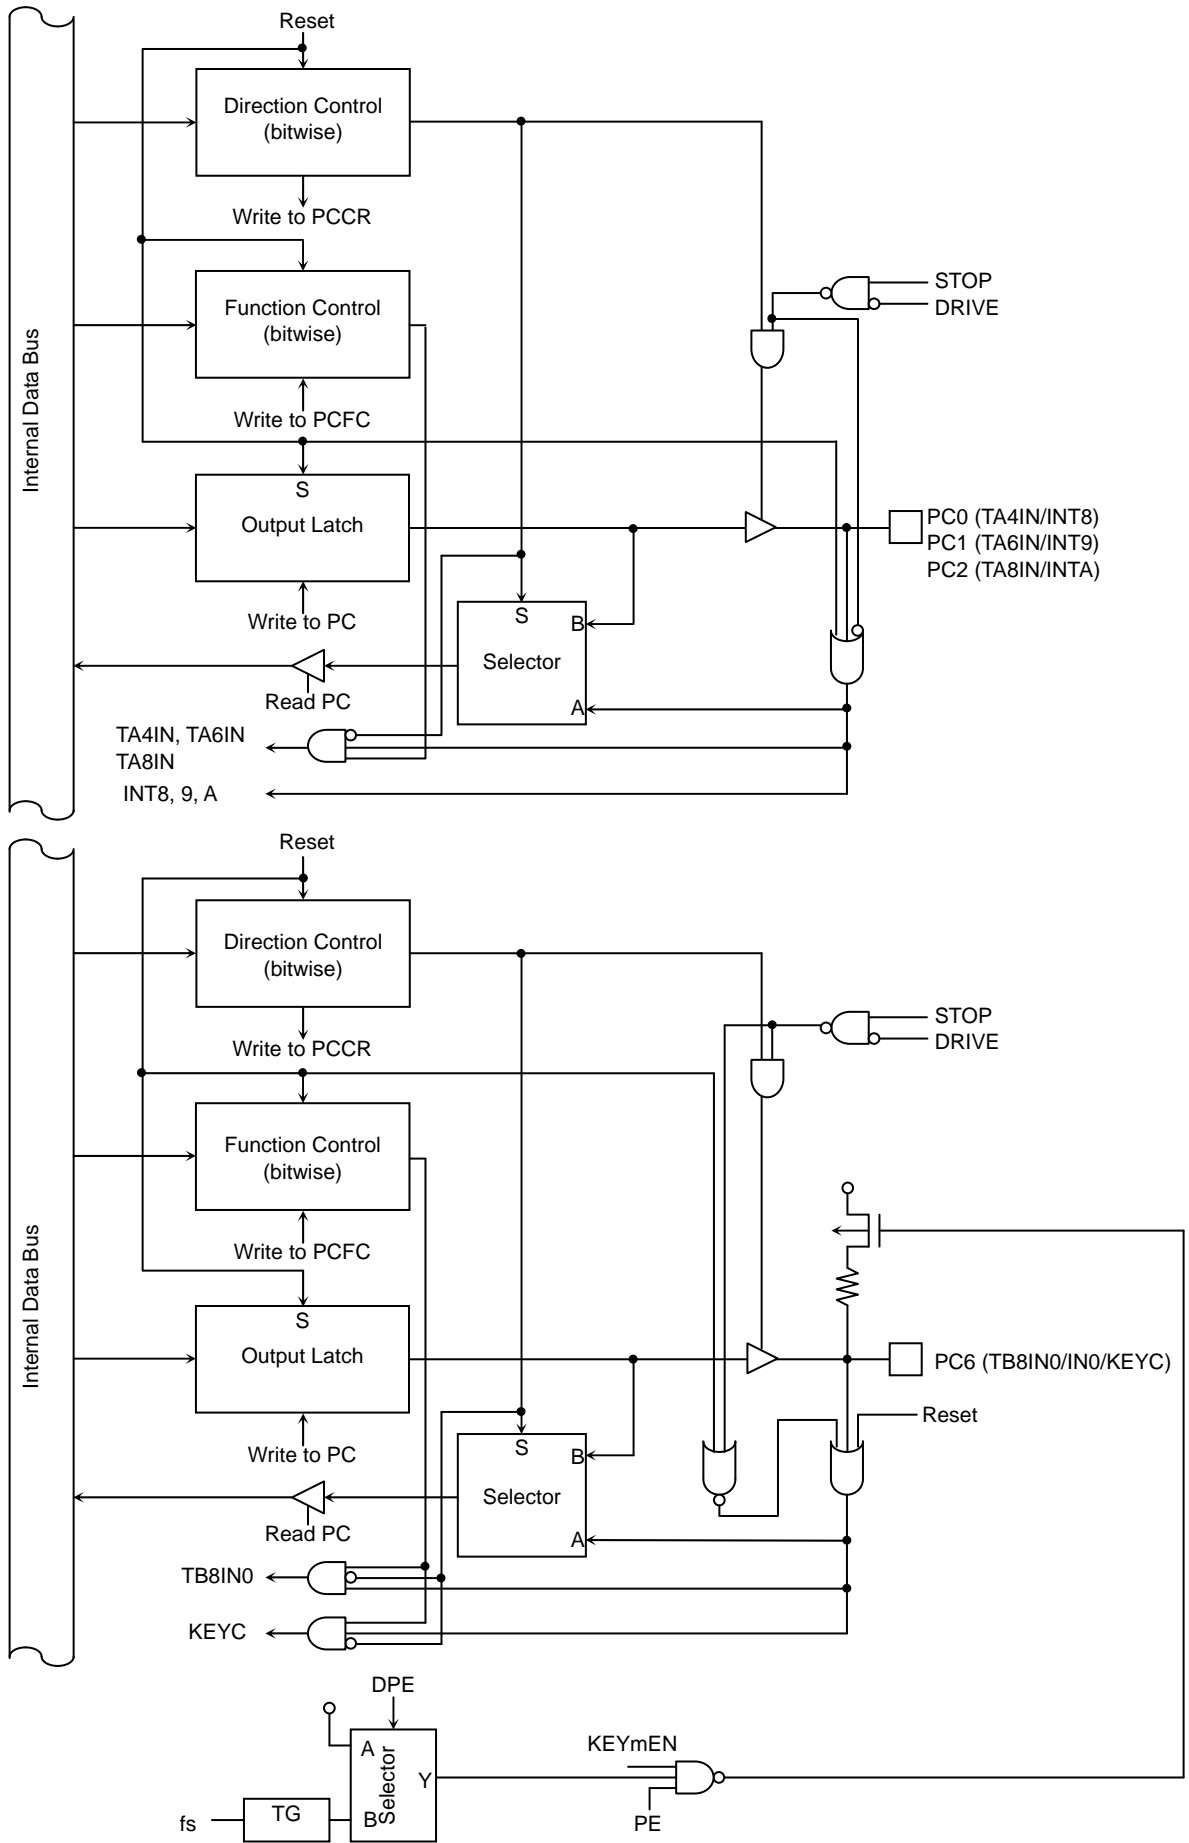 Reset
Direction Control
(bitwise)
Write to PCCR
STOP
DRIVE
Function Control
(bitwise)
Internal Data Bus
Write to PCFC
S
Output Latch
PC0 (TA4IN/INT8)
PC1 (TA6IN/INT9)
PC2 (TA8IN/INTA)
Write to PC
S
B
Selector
Read PC
A
TA4IN, TA6IN
TA8IN
INT8, 9, A
Reset
Direction Control
(bitwise)
STOP
DRIVE
Write to PCCR
Function Control
(bitwise)
Internal Data Bus
Write to PCFC
S
Output Latch
PC6 (TB8IN0/IN0/KEYC)
Reset
Write to PC
S
B
Selector
Read PC
A
TB8IN0
KEYC
DPE
A
Selector
Y
B
KEYmEN
PE
fs
TG